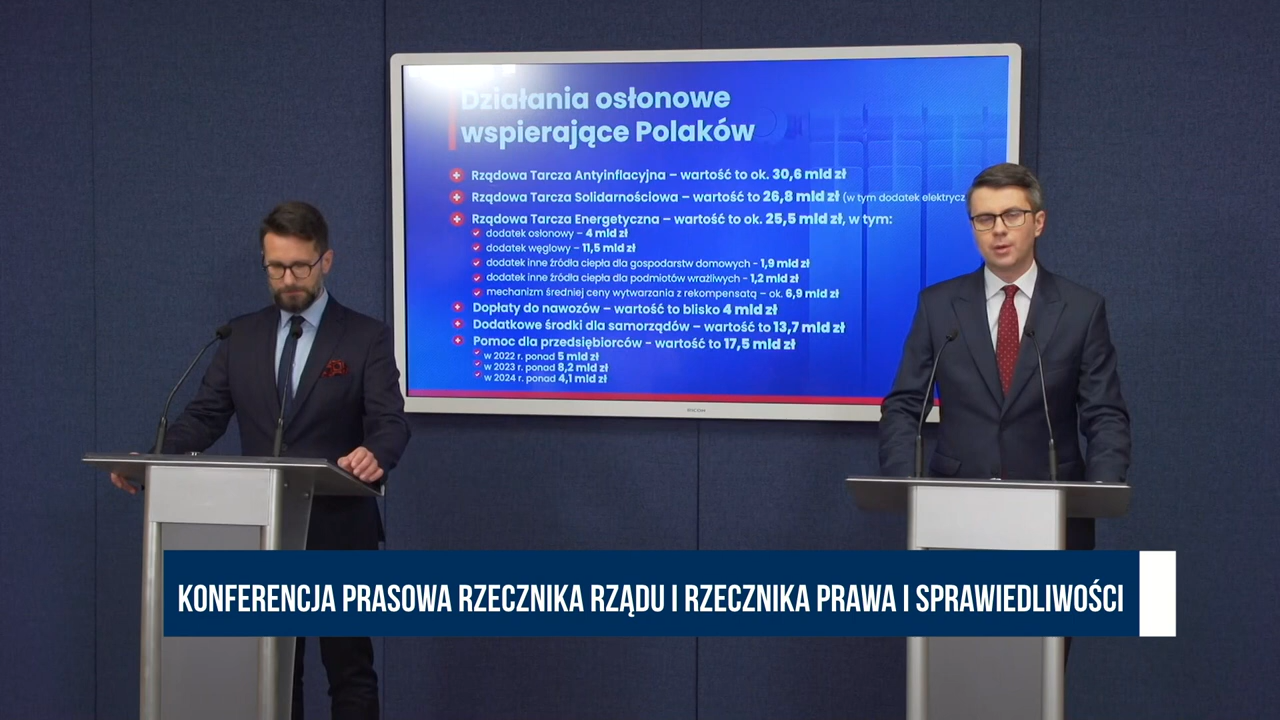 Działania osłonowe
wspierające Polaków
Rządowa Tarcza Antyinflacyjna – wartość to ok. 30,6 mld zł
Rządowa Tarcza Solidarnościowa – wartość to 26,8 mld zł (w tym dodatek elektrycz
Rządowa Tarcza Energetyczna – wartość to ok. 25,5 mld zł, w tym:
dodatek osłonowy – 4 mld zł
dodatek węglowy – 11,5 mld zł
dodatek inne źródła ciepła dla gospodarstw domowych - 1,9 mld zł
dodatek inne źródła ciepła dla podmiotów wrażliwych - 1,2 mld zł
mechanizm średniej ceny wytwarzania z rekompensatą – ok. 6,9 mld zł
Dopłaty do nawozów – wartość to blisko 4 mld zł
Dodatkowe środki dla samorządów – wartość to 13,7 mld zł
Pomoc dla przedsiębiorców - wartość to 17,5 mld zł
w 2022 r. ponad 5 mld zł
w 2023 r. ponad 8,2 mld zł
w 2024 r. ponad 4,1 mld zł
RICOH
KONFERENCJA PRASOWA RZECZNIKA RZĄDU I RZECZNIKA PRAWA I SPRAWIEDLIWOŚCI